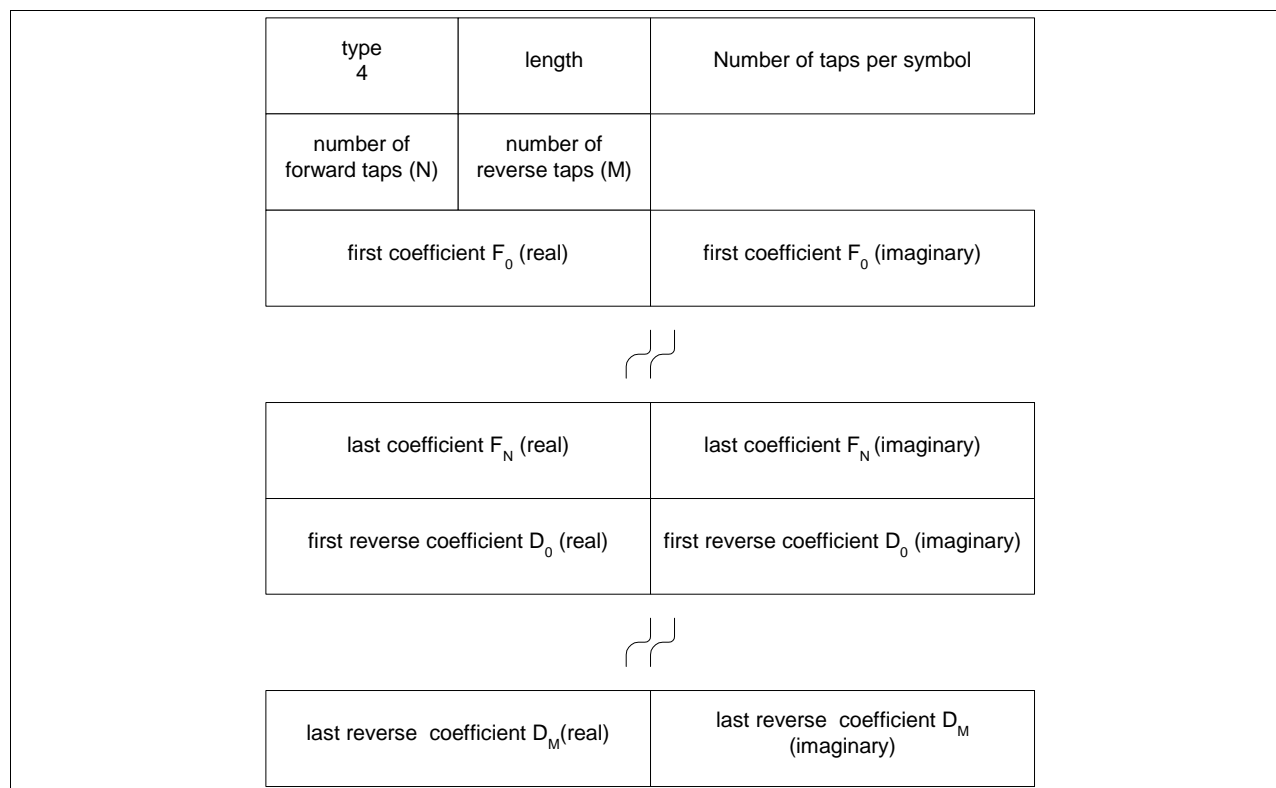 type
4
length
Number of taps per symbol
number of
forward taps (N)
number of
reverse taps (M)
first coefficient F0 (real)
first coefficient F0 (imaginary)
last coefficient FN (real)
last coefficient FN (imaginary)
first reverse coefficient D0 (real)
first reverse coefficient D0 (imaginary)
last reverse coefficient DM(real)
last reverse coefficient DM
(imaginary)